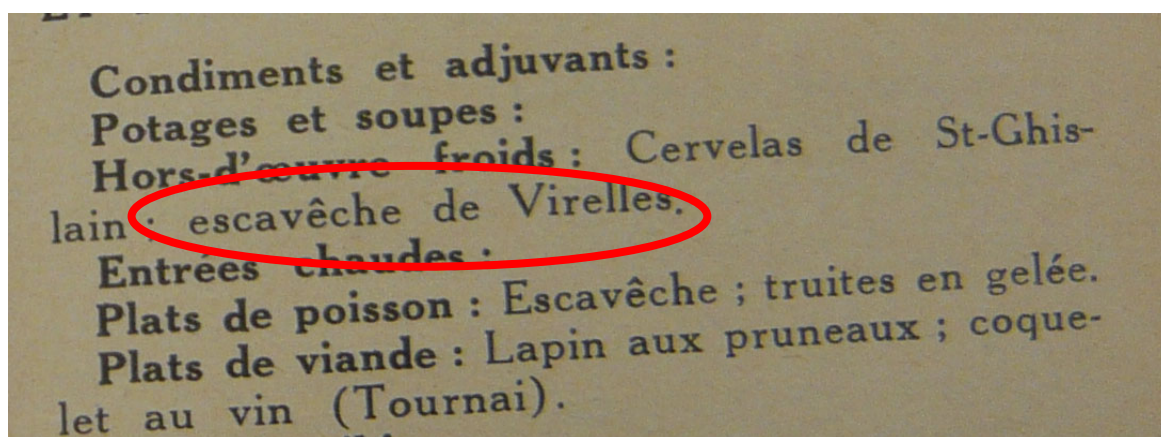 Condiments et adjuvants :
Potages et soupes :
Hors-d'œuvre froids : Cervelas de St-Ghis-
lain ; escavêche de Virelles.
Entrées chaudes :
Plats de poisson : Escavêche ; truites en gelée.
Plats de viande : Lapin aux pruneaux ; coque-
let au vin (Tournai).